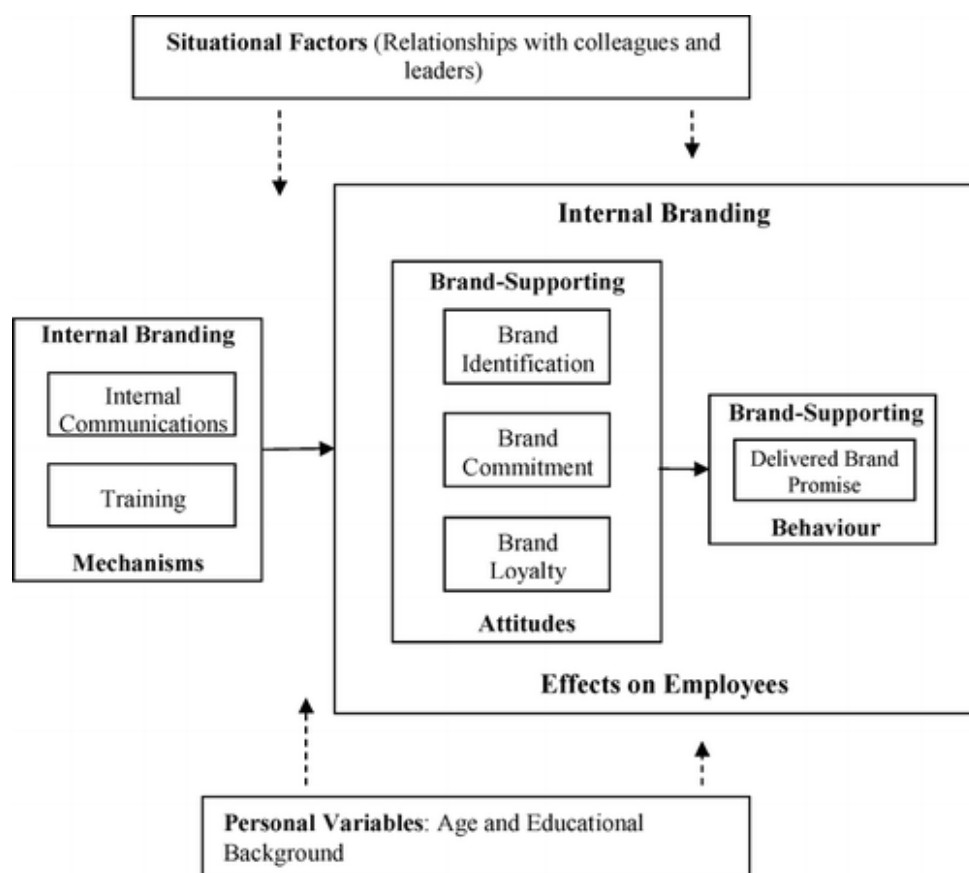 Situational Factors (Relationships with colleagues and
leaders)
Internal Branding
Internal
Communications
Training
Mechanisms
Internal Branding
Brand-Supporting
Brand
Identification
Brand
Commitment
Brand
Loyalty
Attitudes
Brand-Supporting
Delivered Brand
Promise
Behaviour
Effects on Employees
Personal Variables: Age and Educational
Background